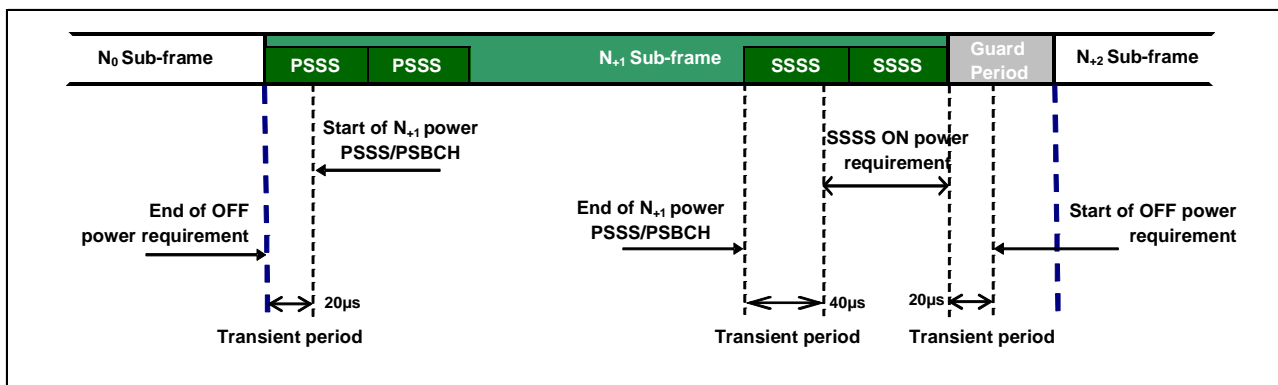 N₀ Sub-frame
PSSS
PSSS
N₊₁ Sub-frame
SSSS
SSSS
Guard
Period
N₊₂ Sub-frame
Start of N₊₁ power
PSSS/PSBCH
SSSS ON power
requirement
End of OFF
power requirement
End of N₊₁ power
PSSS/PSBCH
Start of OFF power
requirement
20µs
40µs
20µs
Transient period
Transient period
Transient period